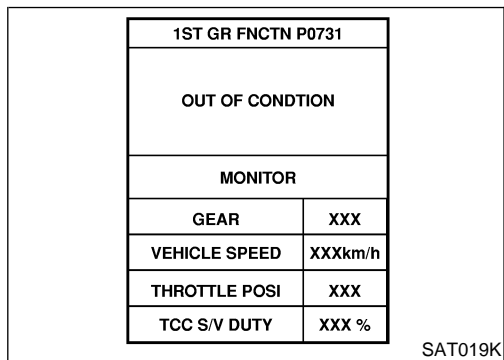 1ST GR FNCTN P0731
OUT OF CONDTION
MONITOR
GEAR XXX
VEHICLE SPEED XXXkm/h
THROTTLE POSI XXX
TCC S/V DUTY XXX %
SAT019K